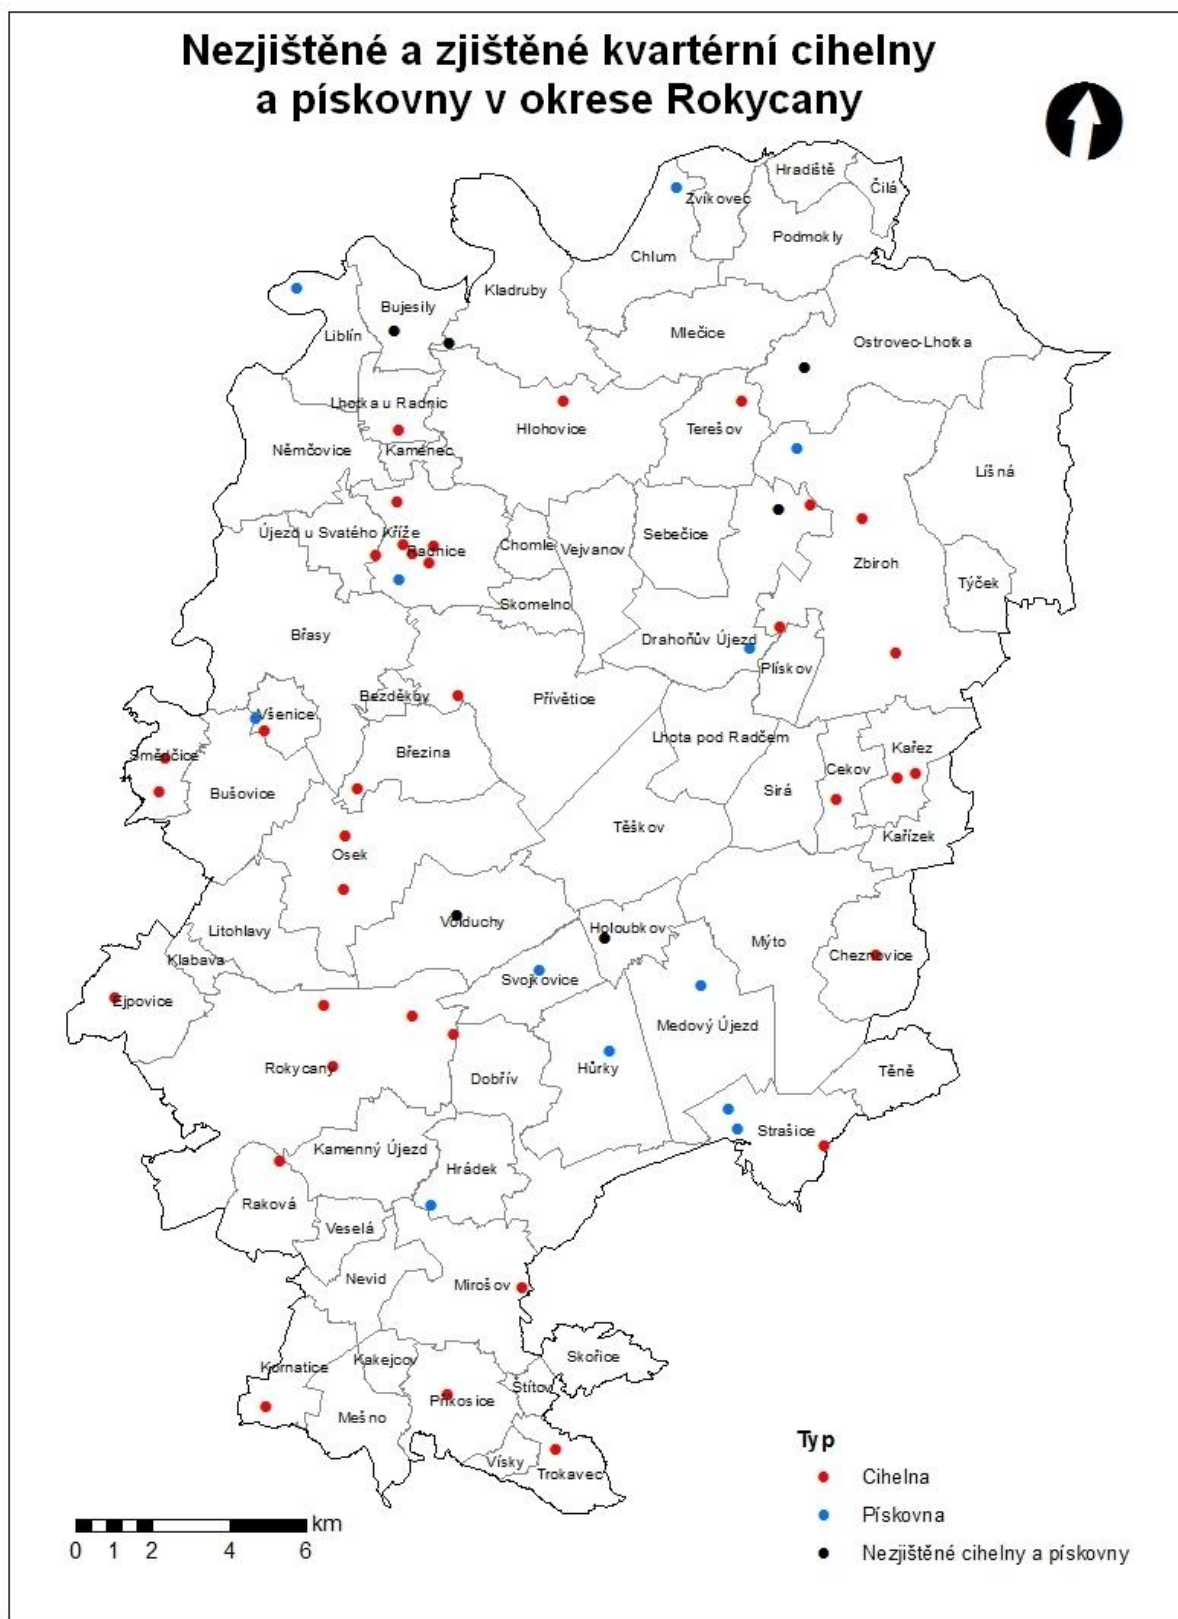 Nezjištěné a zjištěné kvartérní cihelny
a pískovny v okrese Rokycany
Hradiště
Čilá
Zvíkovec
Podmokly
Chlum
Kladruby
Bujesily
Liblín
Mlečice
Ostrovec-Lhotka
Lhotka u Radnic
Hlohovice
Terešov
Němčovice
Kamenec
Líšná
Újezd u Svatého Kříže
Radnice
Chomle
Vejvanov
Sebečice
Zbiroh
Týček
Skomelno
Břasy
Drahoňův Újezd
Plískov
Bezděkov
Přívětice
Všenice
Lhota pod Radčem
Smědčice
Březina
Kařez
Cekov
Bušovice
Sirá
Těškov
Kařízek
Osek
Volduchy
Holoubkov
Litohlavy
Mýto
Cheznovice
Klabava
Svojkovice
Ejpovice
Medový Újezd
Rokycany
Dobřív
Hůrky
Těně
Strašice
Kamenný Újezd
Hrádek
Raková
Veselá
Nevid
Mirošov
Skořice
Kakejcov
Kornatice
Štítov
Příkosice
Mešno
Vísky
Trokavec
Typ
Cihelna
Pískovna
Nezjištěné cihelny a pískovny
km
0 1 2 4 6